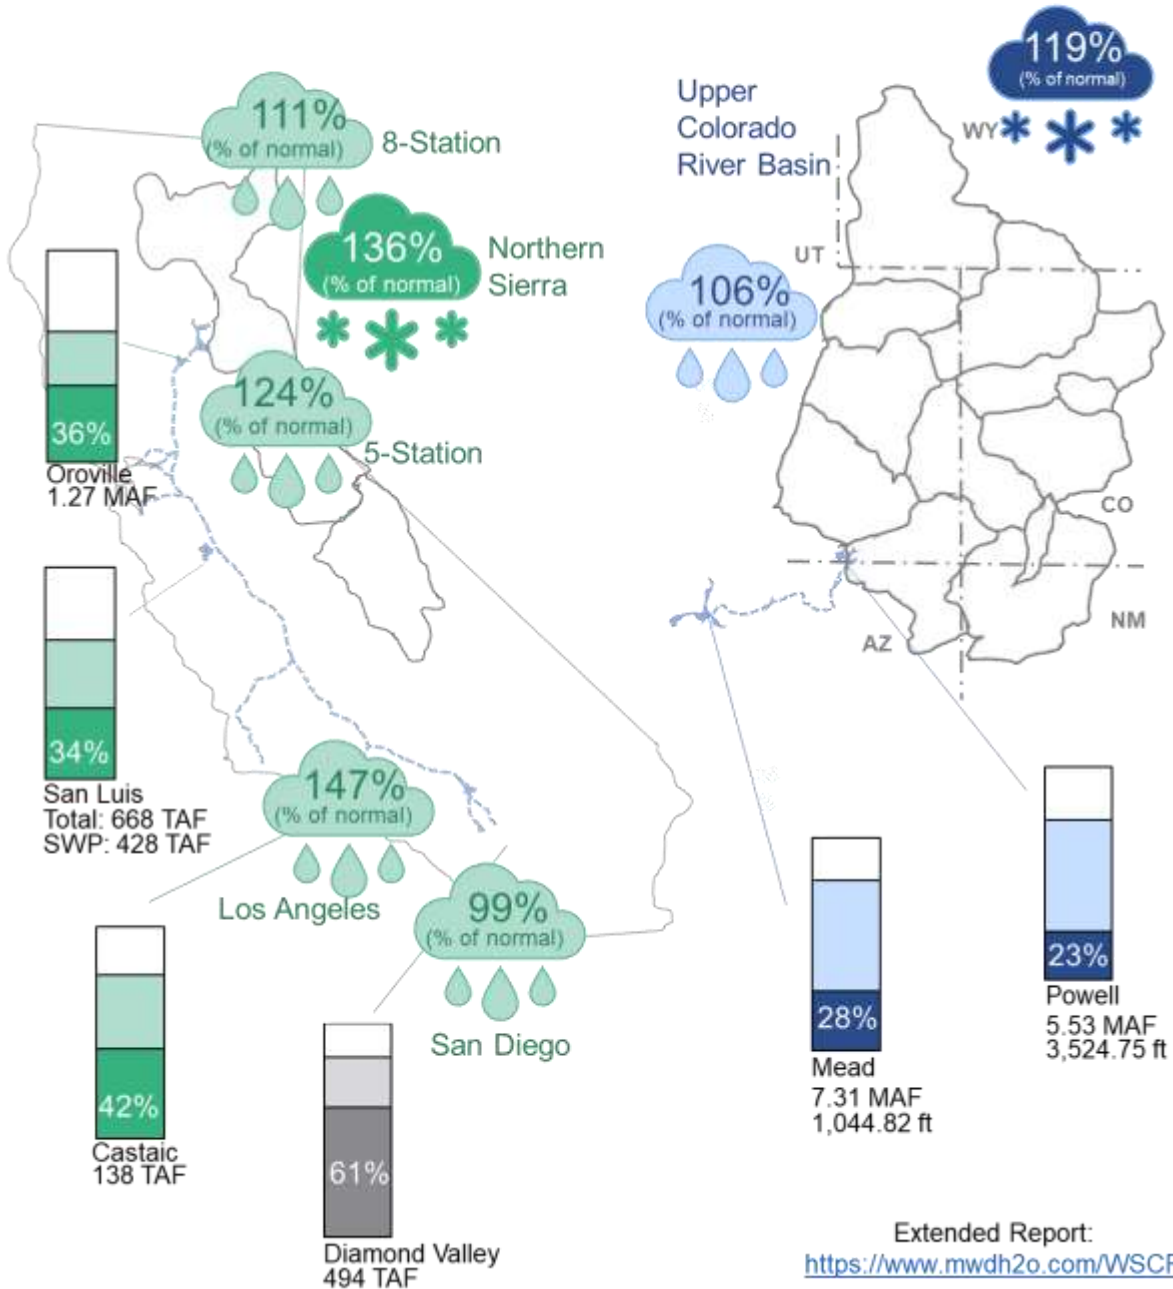 119%
(% of normal)
Upper
Colorado
River Basin
WY
111%
(% of normal)
8-Station
136%
(% of normal)
Northern
Sierra
UT
106%
(% of normal)
124%
(% of normal)
5-Station
36%
Oroville
1.27 MAF
CO
NM
AZ
34%
San Luis
Total: 668 TAF
SWP: 428 TAF
147%
(% of normal)
Los Angeles
99%
(% of normal)
San Diego
23%
Powell
5.53 MAF
3,524.75 ft
28%
Mead
7.31 MAF
1,044.82 ft
42%
Castaic
138 TAF
61%
Diamond Valley
494 TAF
Extended Report:
https://www.mwdh2o.com/WSCR